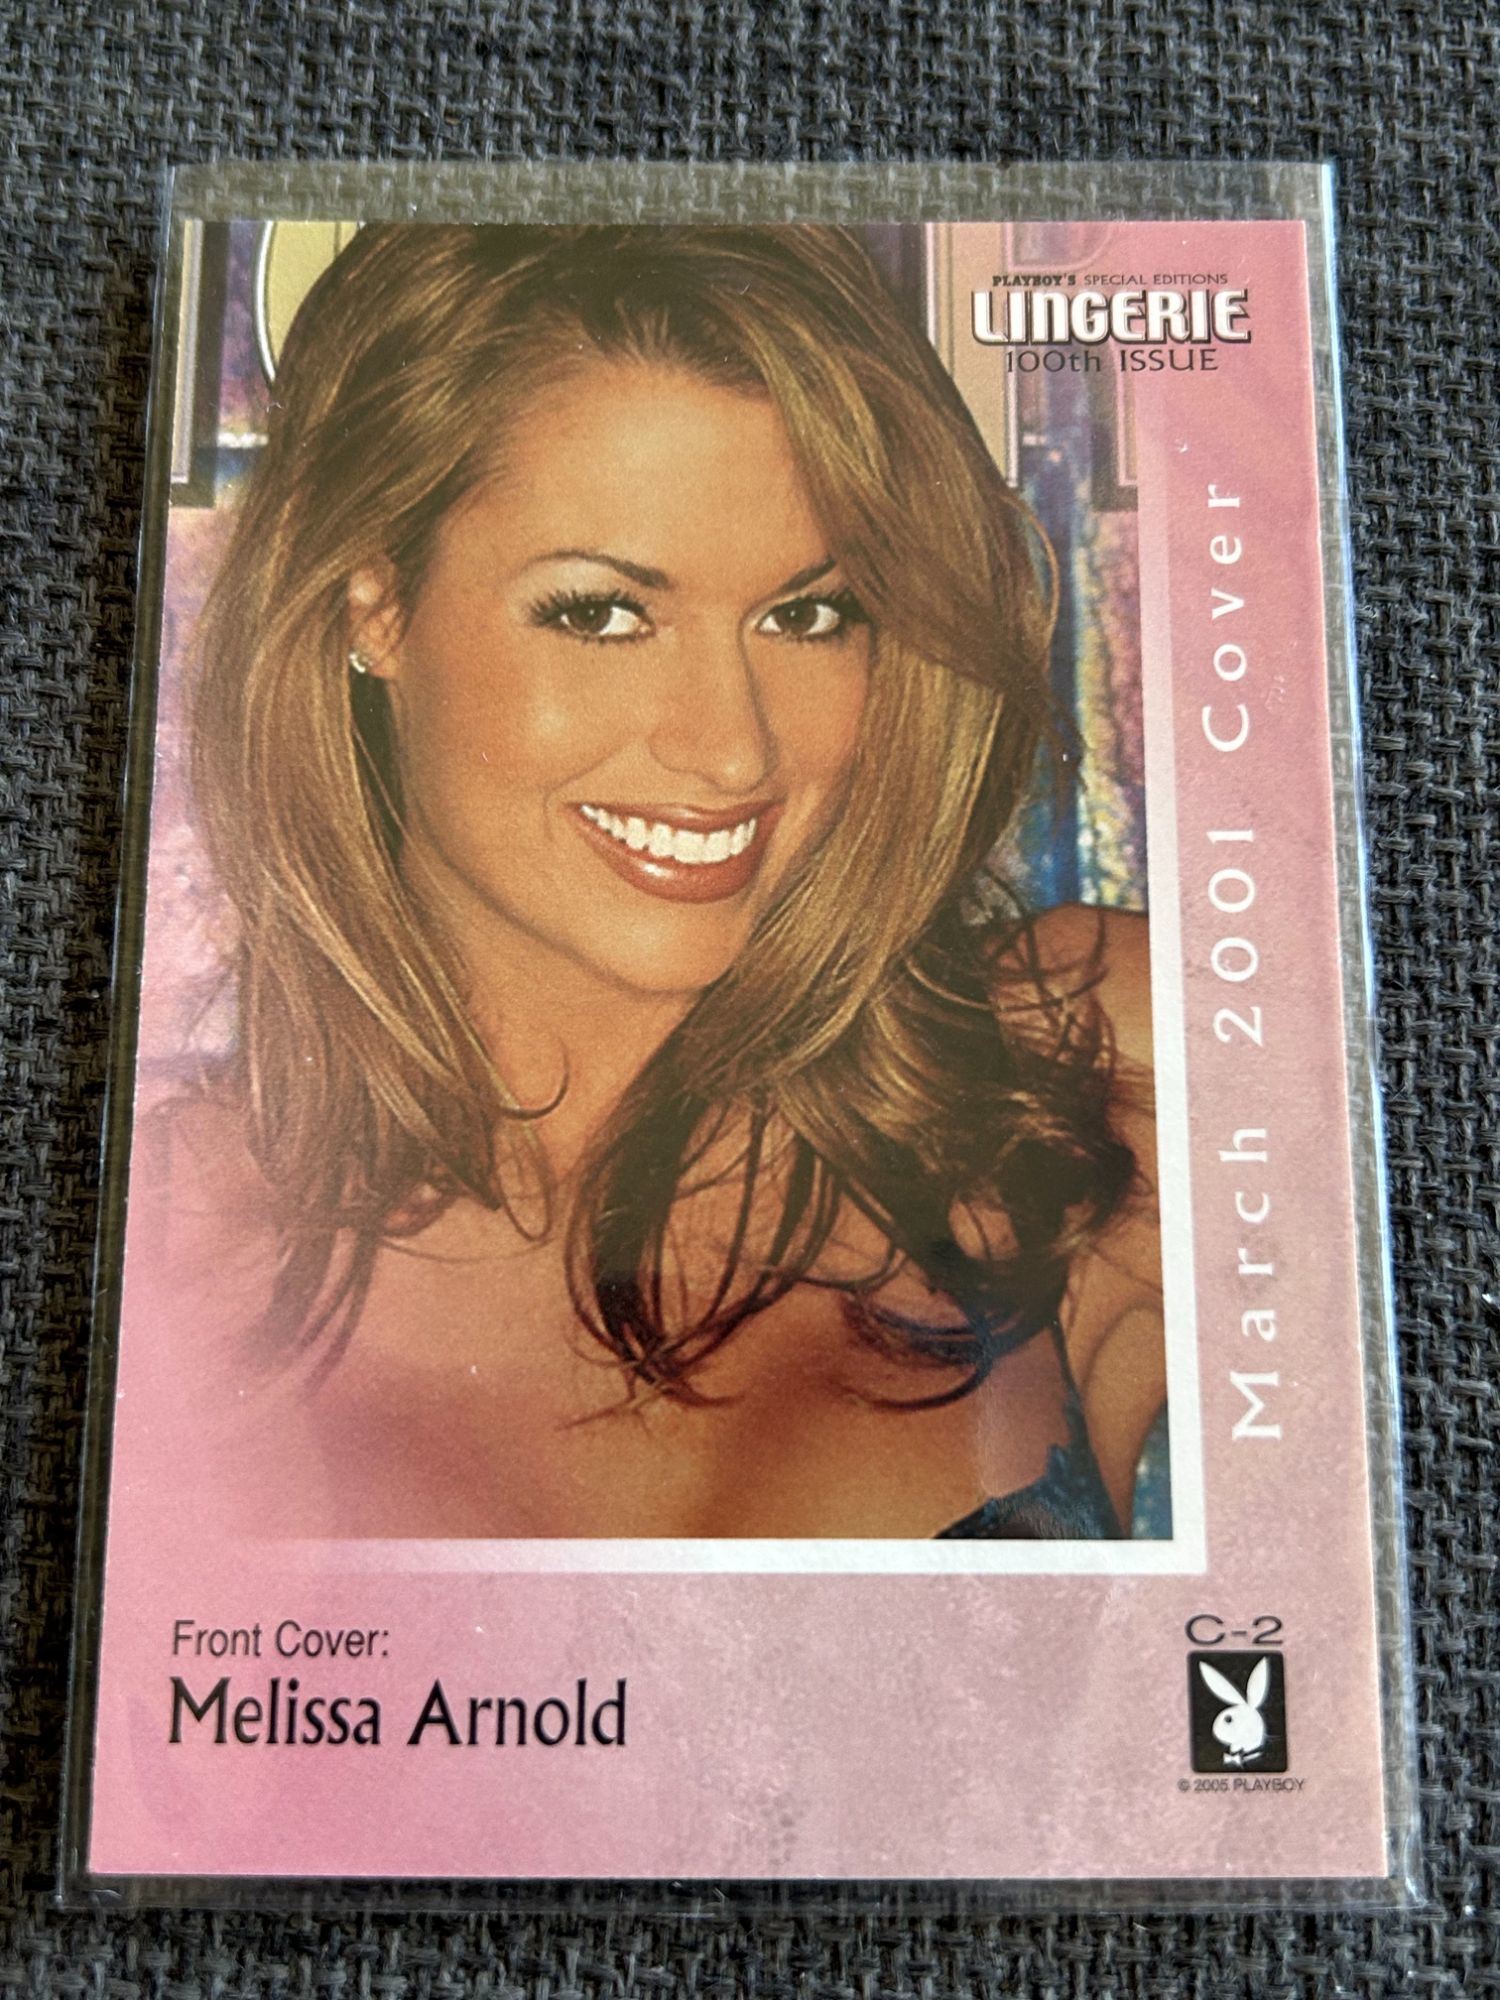 PLAYBOY'S SPECIAL EDITIONS
LINGERIE
100th ISSUE
March 2001 Cover
Front Cover:
Melissa Arnold
C-2
© 2005 PLAYBOY